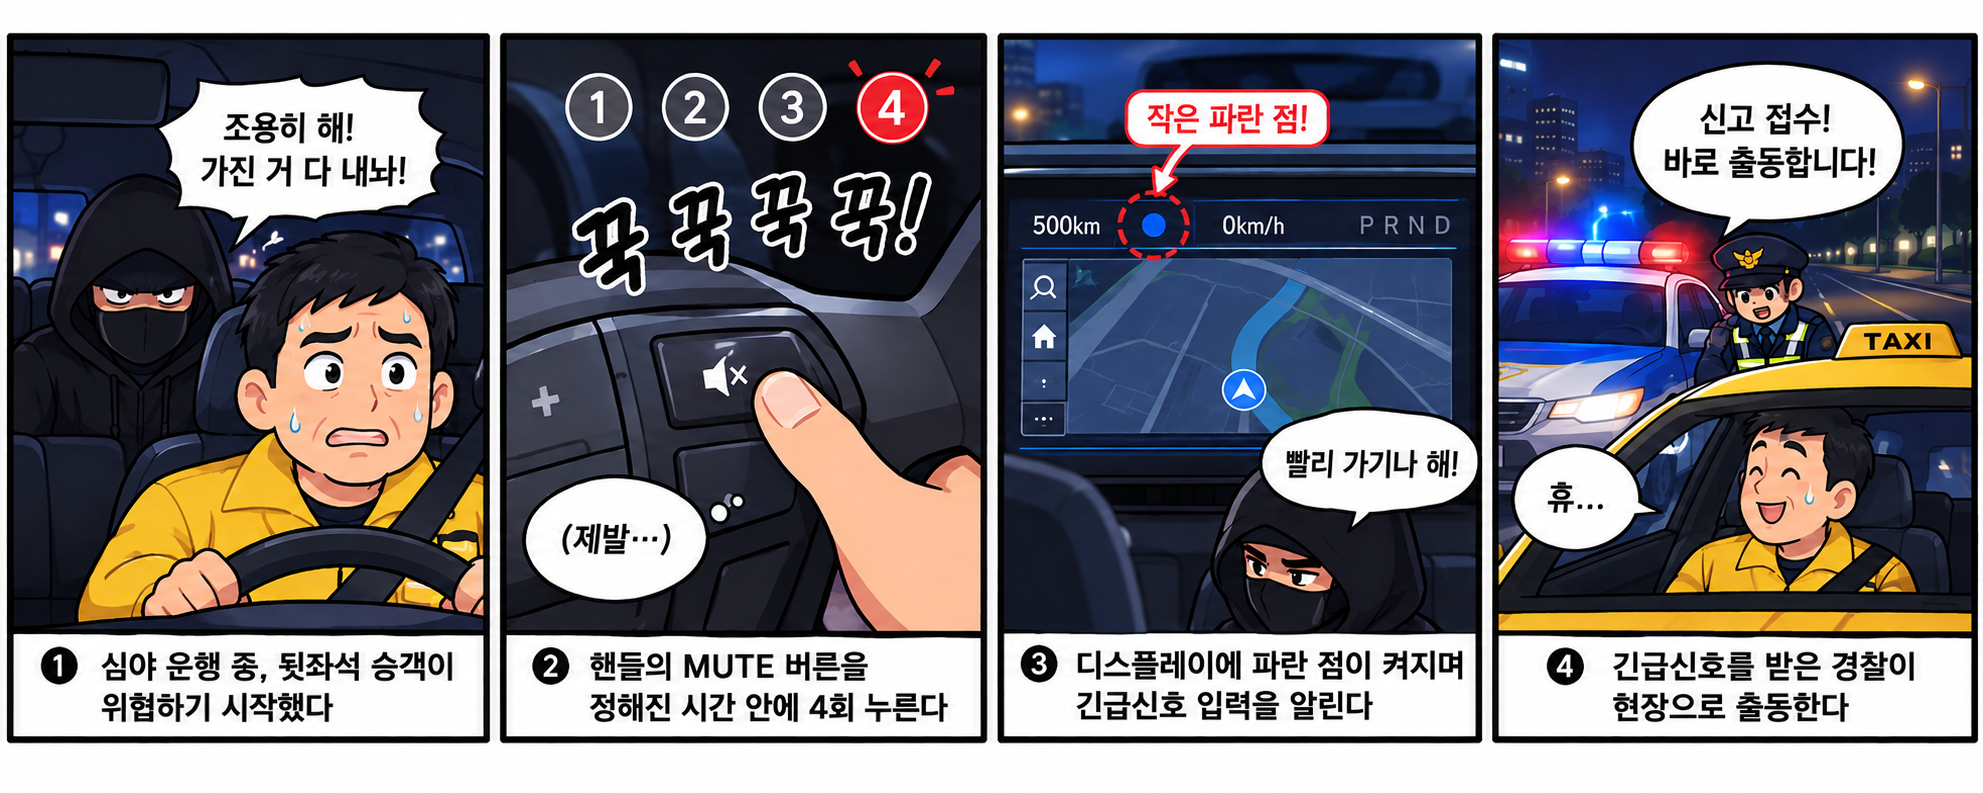 조용히 해!
가진 거 다 내놔!
1 심야 운행 중, 뒷좌석 승객이
위협하기 시작했다
1 2 3 4
꾹 꾹 꾹 꾹!
+
(제발…)
2 핸들의 MUTE 버튼을
정해진 시간 안에 4회 누른다
작은 파란 점!
500km 0km/h P R N D
빨리 가기나 해!
3 디스플레이에 파란 점이 켜지며
긴급신호 입력을 알린다
신고 접수!
바로 출동합니다!
TAXI
휴…
4 긴급신호를 받은 경찰이
현장으로 출동한다